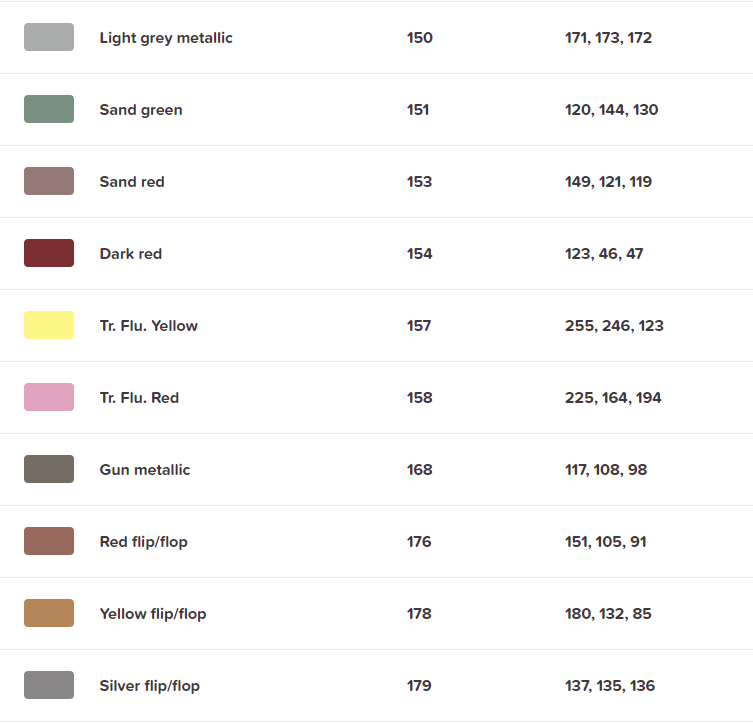 Light grey metallic 150 171, 173, 172
Sand green 151 120, 144, 130
Sand red 153 149, 121, 119
Dark red 154 123, 46, 47
Tr. Flu. Yellow 157 255, 246, 123
Tr. Flu. Red 158 225, 164, 194
Gun metallic 168 117, 108, 98
Red flip/flop 176 151, 105, 91
Yellow flip/flop 178 180, 132, 85
Silver flip/flop 179 137, 135, 136